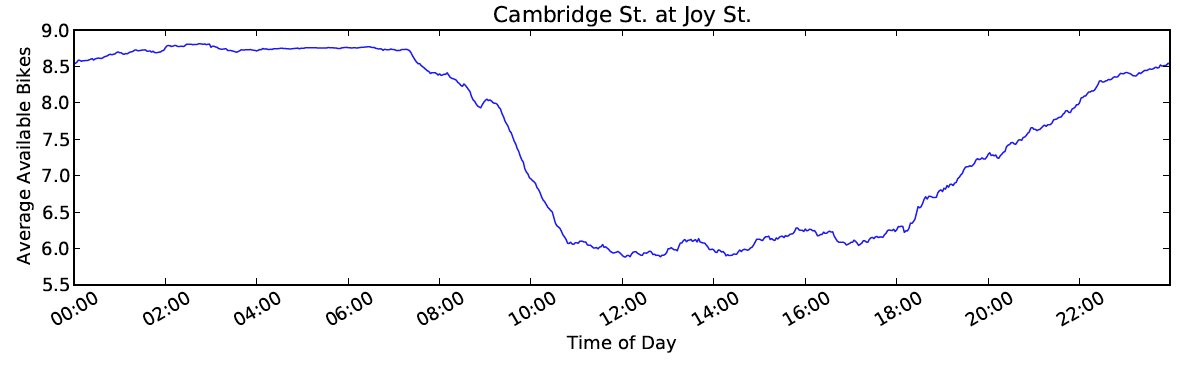 Cambridge St. at Joy St.
9.0
8.5
8.0
7.5
7.0
6.5
6.0
5.5
Average Available Bikes
00:00 02:00 04:00 06:00 08:00 10:00 12:00 14:00 16:00 18:00 20:00 22:00
Time of Day